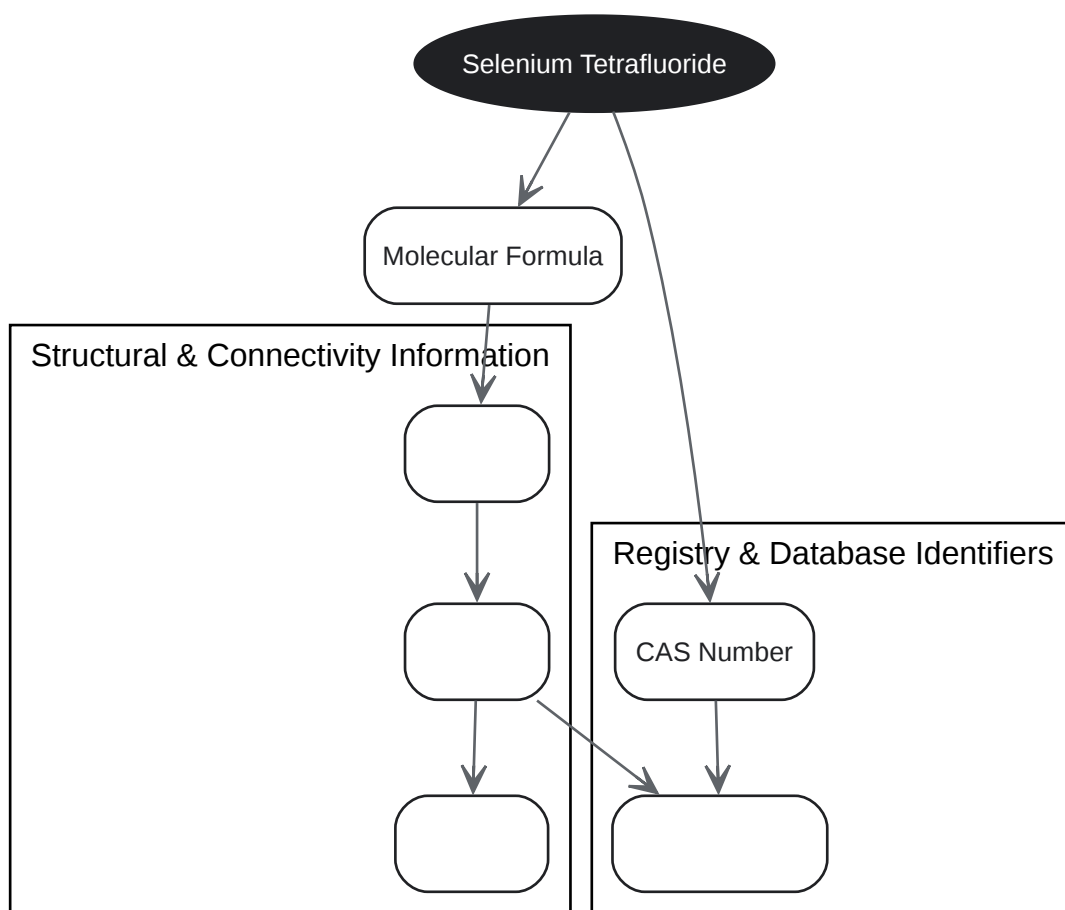 Selenium Tetrafluoride
Molecular Formula
Structural & Connectivity Information
Registry & Database Identifiers
CAS Number